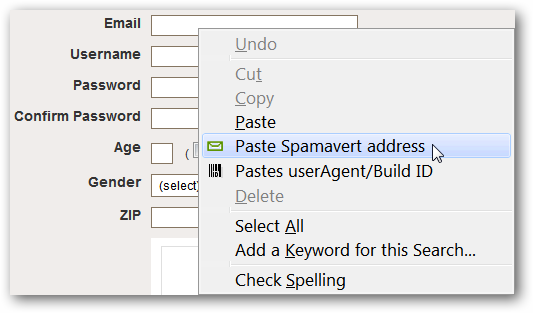 Email
Username
Password
Confirm Password
Age
(
Gender
(select)
ZIP
Undo
Cut
Copy
Paste
Paste Spamavert address
Pastes userAgent/Build ID
Delete
Select All
Add a Keyword for this Search...
Check Spelling